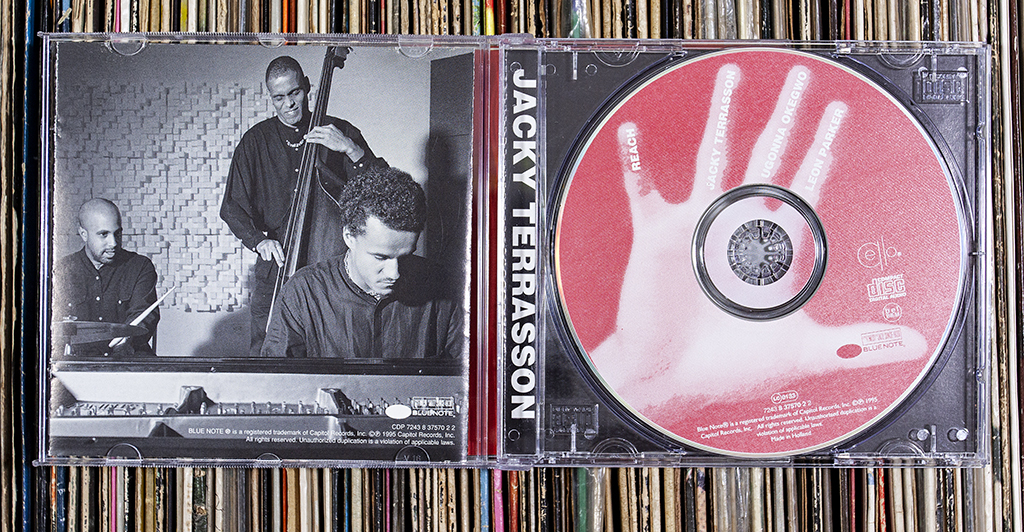 BLUE NOTE
CDP 7243 8 37570 2 2
BLUE NOTE ® is a registered trademark of Capitol Records, Inc. ©℗ 1995 Capitol Records, Inc.
All rights reserved. Unauthorized duplication is a violation of applicable laws.
JACKY TERRASSON
REACH
JACKY TERRASSON
UGONNA OKEGWO
LEON PARKER
COMPACT
disc
DIGITAL AUDIO
BLUE NOTE
7243 8 37570 2 2
Blue Note® is a registered trademark of Capitol Records, Inc. ©℗ 1995
Capitol Records, Inc. All rights reserved. Unauthorized duplication is a
violation of applicable laws.
Made in Holland